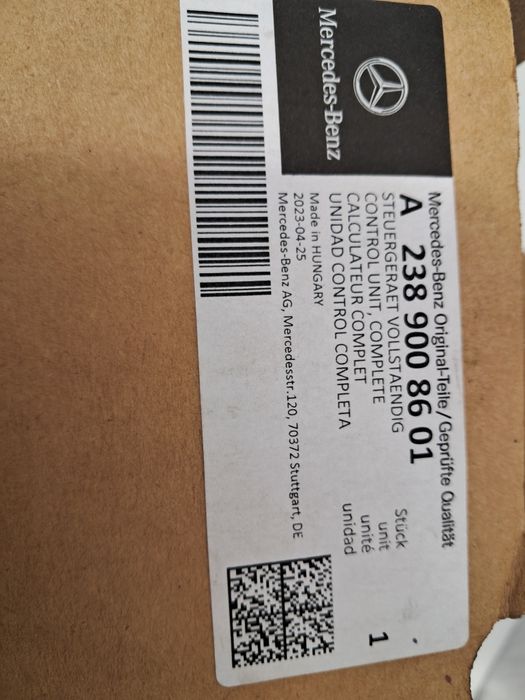 Mercedes-Benz
Mercedes-Benz Original-Teile/Geprüfte Qualität
A 238 900 86 01
STEUERGERAET VOLLSTAENDIG
CONTROL UNIT, COMPLETE
CALCULATEUR COMPLET
UNIDAD CONTROL COMPLETA
Stück
unit
unité
unidad
1
Made in HUNGARY
2023-04-25
Mercedes-Benz AG, Mercedesstr.120, 70372 Stuttgart, DE